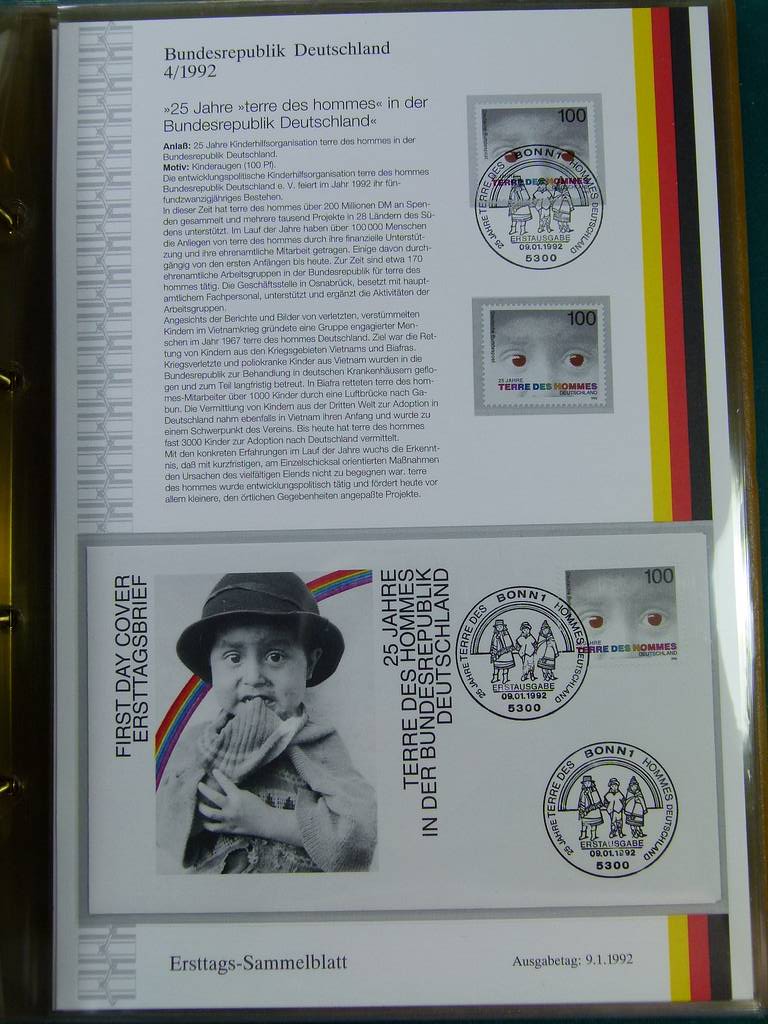 Bundesrepublik Deutschland
4/1992
»25 Jahre »terre des hommes« in der
Bundesrepublik Deutschland«
Anlaß: 25 Jahre Kinderhilfsorganisation terre des hommes in der
Bundesrepublik Deutschland.
Motiv: Kinderaugen (100 Pf).
Die entwicklungspolitische Kinderhilfsorganisation terre des hommes
Bundesrepublik Deutschland e. V. feiert im Jahr 1992 ihr fün-
fundzwanzigjähriges Bestehen.
In dieser Zeit hat terre des hommes über 200 Millionen DM an Spen-
den gesammelt und mehrere tausend Projekte in 28 Ländern des Sü-
dens unterstützt. Im Lauf der Jahre haben über 100 000 Menschen
die Anliegen von terre des hommes durch ihre finanzielle Unterstüt-
zung und ihre ehrenamtliche Mitarbeit getragen. Einige davon durch-
gängig von den ersten Anfängen bis heute. Zur Zeit sind etwa 170
ehrenamtliche Arbeitsgruppen in der Bundesrepublik für terre des
hommes tätig. Die Geschäftsstelle in Osnabrück, besetzt mit haupt-
amtlichem Fachpersonal, unterstützt und ergänzt die Aktivitäten der
Arbeitsgruppen.
Angesichts der Berichte und Bilder von verletzten, verstümmelten
Kindern im Vietnamkrieg gründete eine Gruppe engagierter Men-
schen im Jahr 1967 terre des hommes Deutschland. Ziel war die Ret-
tung von Kindern aus den Kriegsgebieten Vietnams und Biafras.
Kriegsverletzte und poliokranke Kinder aus Vietnam wurden in die
Bundesrepublik zur Behandlung in deutschen Krankenhäusern geflo-
gen und zum Teil langfristig betreut. In Biafra retteten terre des hom-
mes-Mitarbeiter über 1000 Kinder durch eine Luftbrücke nach Ga-
bun. Die Vermittlung von Kindern aus der Dritten Welt zur Adoption in
Deutschland nahm ebenfalls in Vietnam ihren Anfang und wurde zu
einem Schwerpunkt des Vereins. Bis heute hat terre des hommes
fast 3000 Kinder zur Adoption nach Deutschland vermittelt.
Mit den konkreten Erfahrungen im Lauf der Jahre wuchs die Erkennt-
nis, daß mit kurzfristigen, am Einzelschicksal orientierten Maßnahmen
den Ursachen des vielfältigen Elends nicht zu begegnen war. terre
des hommes wurde entwicklungspolitisch tätig und fördert heute vor
allem kleinere, den örtlichen Gegebenheiten angepaßte Projekte.
100
Deutsche Bundespost
TERRE DES HOMMES
DEUTSCHLAND
BONN 1
25 JAHRE TERRE DES HOMMES DEUTSCHLAND
ERSTAUSGABE
09.01.1992
5300
100
Deutsche Bundespost
25 JAHRE
TERRE DES HOMMES
DEUTSCHLAND
1992
FIRST DAY COVER
ERSTTAGSBRIEF
25 JAHRE
TERRE DES HOMMES
IN DER BUNDESREPUBLIK
DEUTSCHLAND
BONN 1
25 JAHRE TERRE DES HOMMES DEUTSCHLAND
ERSTAUSGABE
09.01.1992
5300
100
TERRE DES HOMMES
DEUTSCHLAND
BONN 1
25 JAHRE TERRE DES HOMMES DEUTSCHLAND
ERSTAUSGABE
09.01.1992
5300
Ersttags-Sammelblatt
Ausgabetag: 9.1.1992